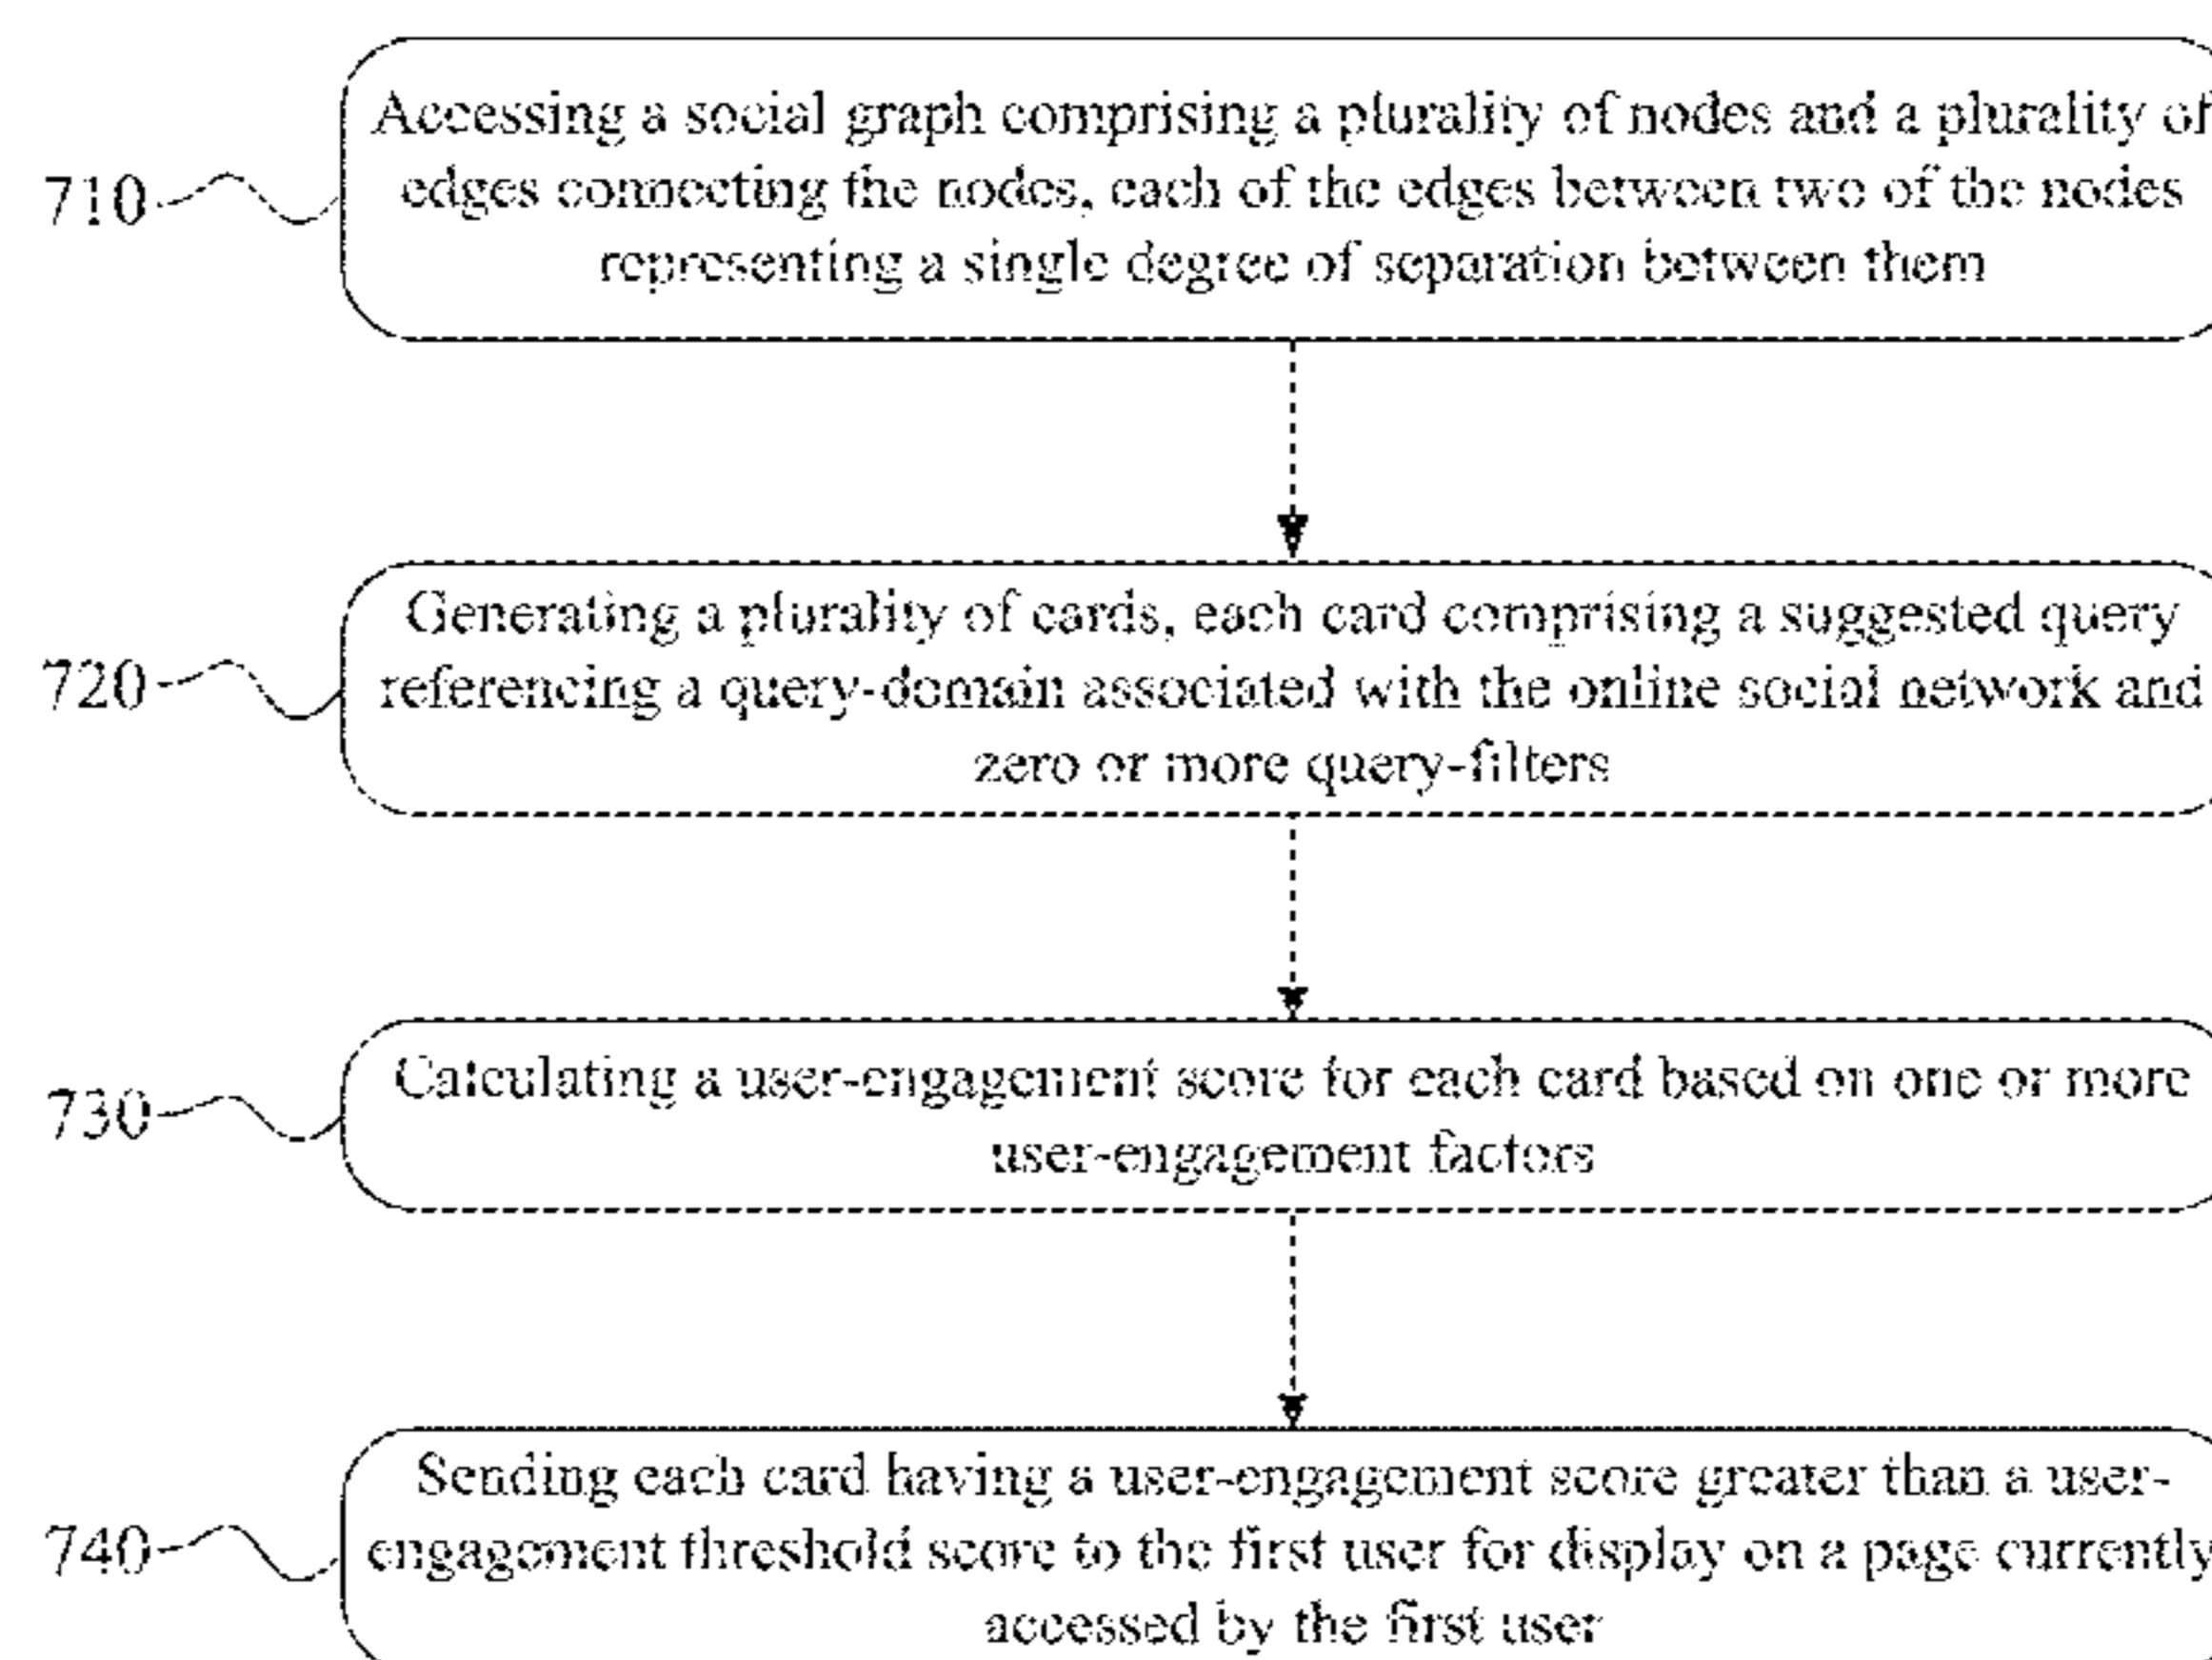 Accessing a social graph comprising a plurality of nodes and a plurality of
710
edges connecting the nodes, each of the edges between two of the nodes
representing a single degree of separation between them
Generating a plurality of cards, each card comprising a suggested query
720
referencing a query-domain associated with the online social network and
zero or more query-filters
Calculating a user-engagement score for each card based on one or more
730
user-engagement factors
Sending each card having a user-engagement score greater than a user-
740
engagement threshold score to the first user for display on a page currently
accessed by the first user